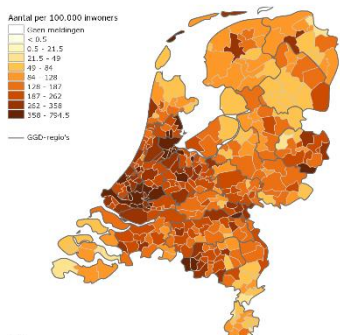 Aantal per 100.000 inwoners
Geen meldingen
< 0.5
0.5 - 21.5
21.5 - 49
49 - 84
84 - 128
128 - 187
187 - 262
262 - 358
358 - 794.5
GGD-regio's